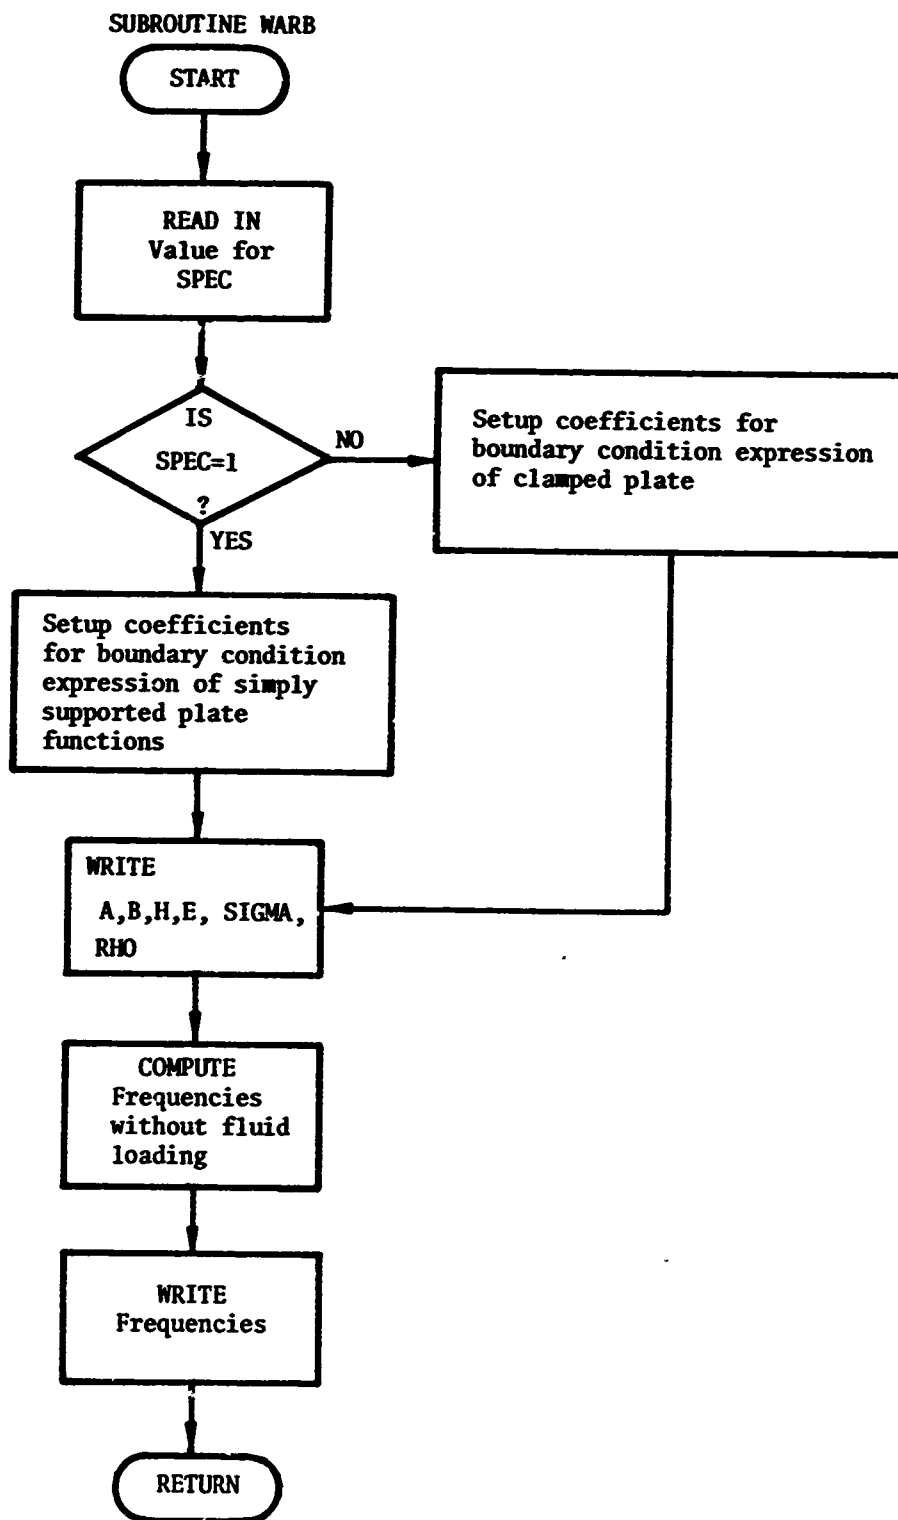 SUBROUTINE WARB
START
READ IN
Value for
SPEC
IS
SPEC=1
?
NO
YES
Setup coefficients for
boundary condition expression
of clamped plate
Setup coefficients
for boundary condition
expression of simply
supported plate
functions
WRITE
A,B,H,E, SIGMA,
RHO
COMPUTE
Frequencies
without fluid
loading
WRITE
Frequencies
RETURN